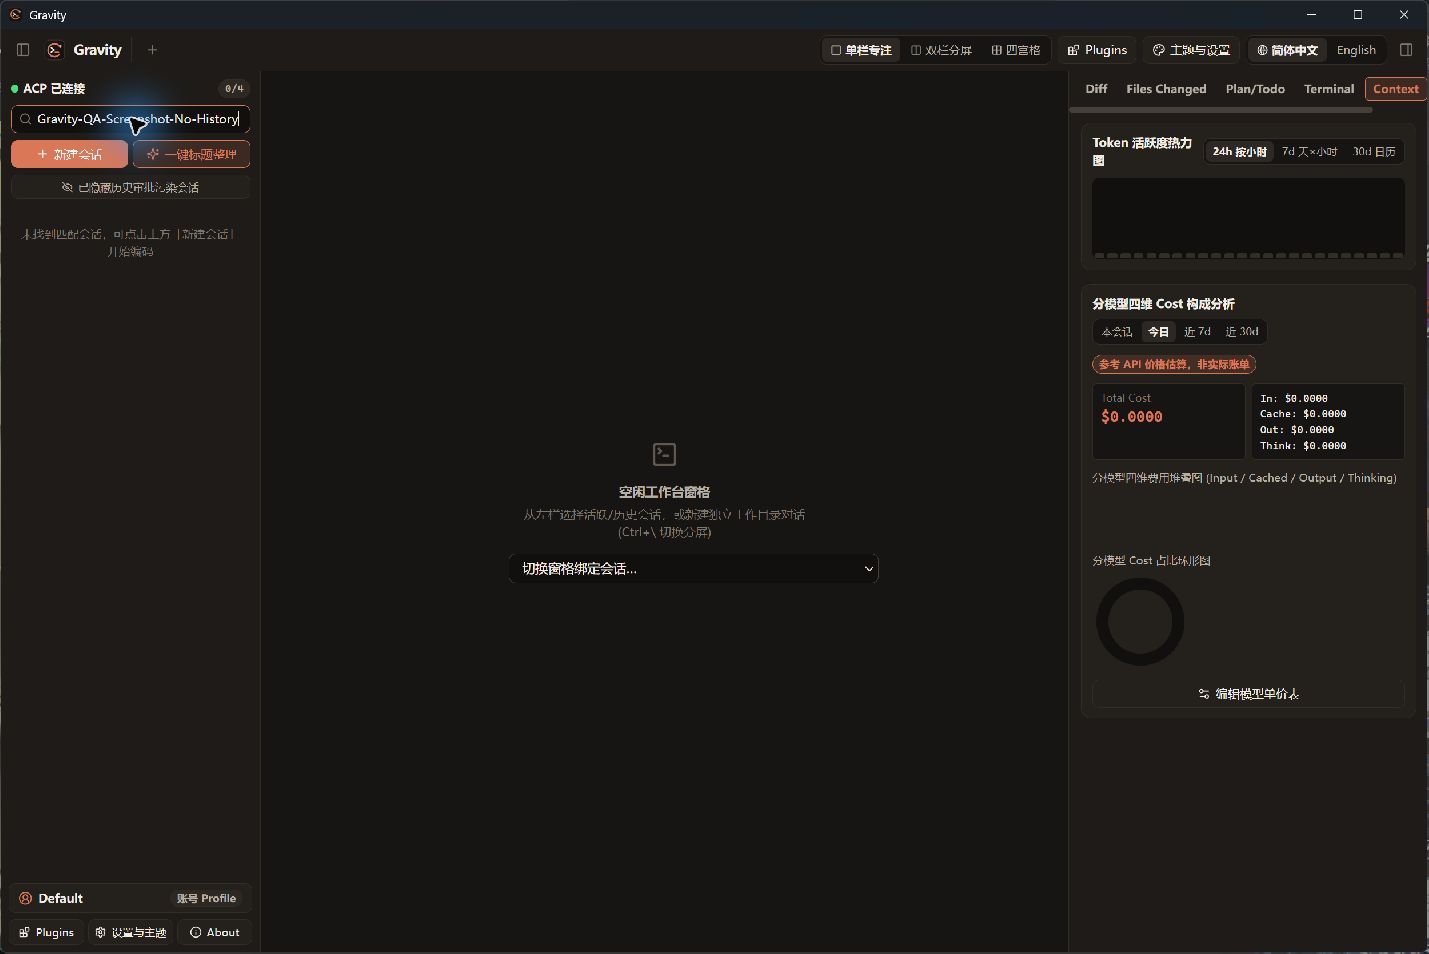 Gravity
Gravity
单栏专注
双栏分屏
四宫格
Plugins
主题与设置
简体中文
English
ACP 已连接
0/4
Gravity-QA-Screenshot-No-History
新建会话
一键标题整理
已隐藏历史审批污染会话
未找到匹配会话，可点击上方「新建会话」
开始编码
空闲工作台窗格
从左栏选择活跃/历史会话，或新建独立工作目录对话
(Ctrl+\ 切换分屏)
切换窗格绑定会话...
Diff
Files Changed
Plan/Todo
Terminal
Context
Token 活跃度热力
图
24h 按小时
7d 天×小时
30d 日历
分模型四维 Cost 构成分析
本会话
今日
近 7d
近 30d
参考 API 价格估算，非实际账单
Total Cost
$0.0000
In: $0.0000
Cache: $0.0000
Out: $0.0000
Think: $0.0000
分模型四维费用堆叠图 (Input / Cached / Output / Thinking)
分模型 Cost 占比环形图
编辑模型单价表
Default
账号 Profile
Plugins
设置与主题
About